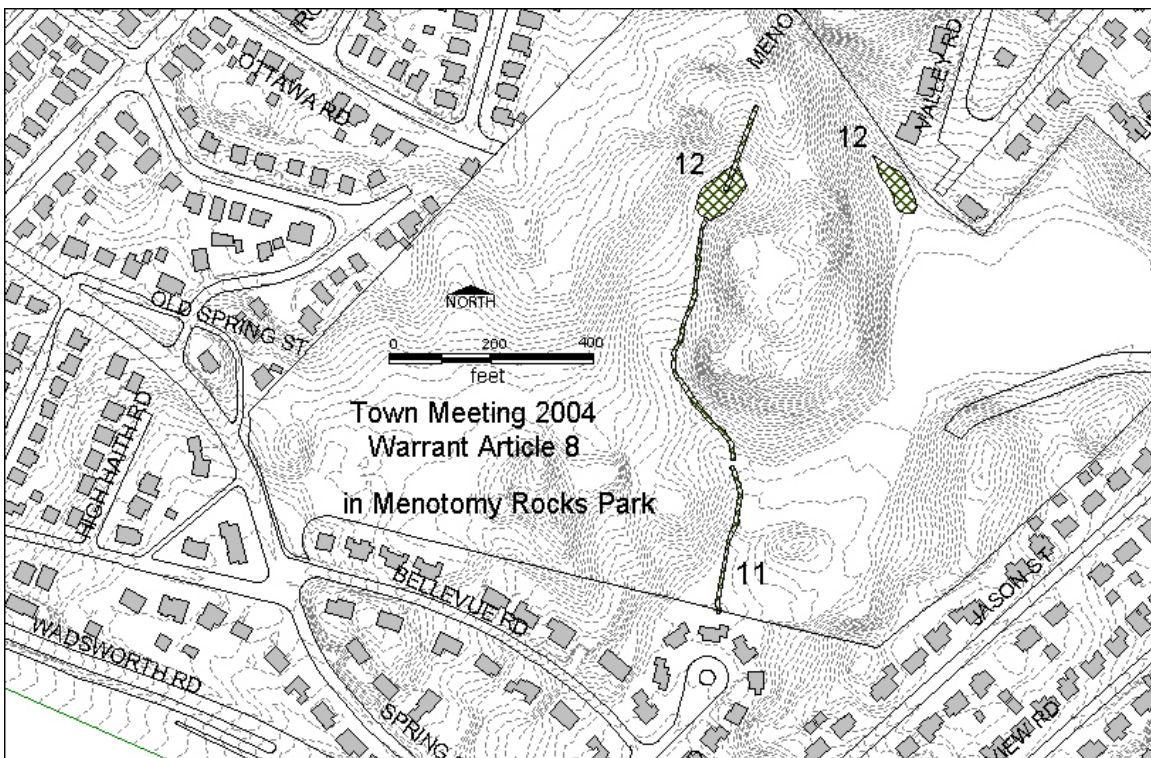 OTTAWA RD
VALLEY RD
12
12
OLD SPRING ST
NORTH
0 200 400
feet
Town Meeting 2004
Warrant Article 8
in Menotomy Rocks Park
HIGH HAITH RD
BELLEVUE RD
11
JASON ST
WADSWORTH RD
SPRING
VIEW RD